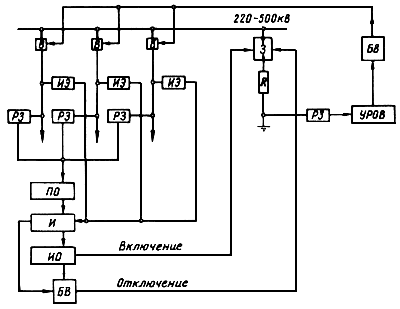 220-500кв
В
В
В
З
БВ
ИЭ
ИЭ
ИЭ
R
РЗ
РЗ
РЗ
РЗ
УРОВ
ПО
И
ИО
Включение
БВ
Отключение